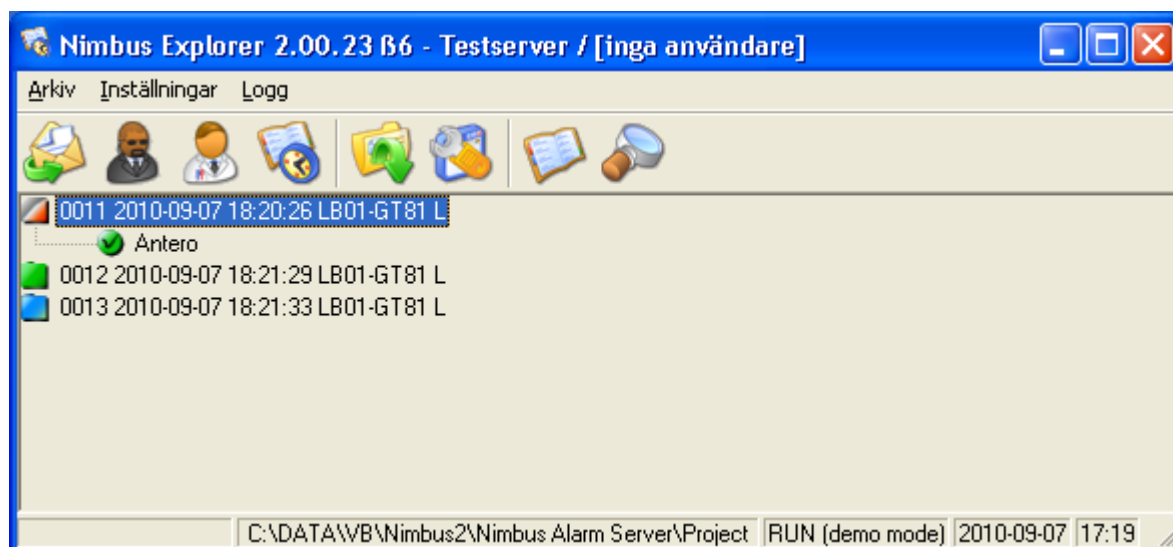 Nimbus Explorer 2.00.23 ß6 - Testserver / [inga användare]
Arkiv Inställningar Logg
0011 2010-09-07 18:20:26 LB01-GT81 L
Antero
0012 2010-09-07 18:21:29 LB01-GT81 L
0013 2010-09-07 18:21:33 LB01-GT81 L
C:\DATA\VB\Nimbus2\Nimbus Alarm Server\Project RUN (demo mode) 2010-09-07 17:19